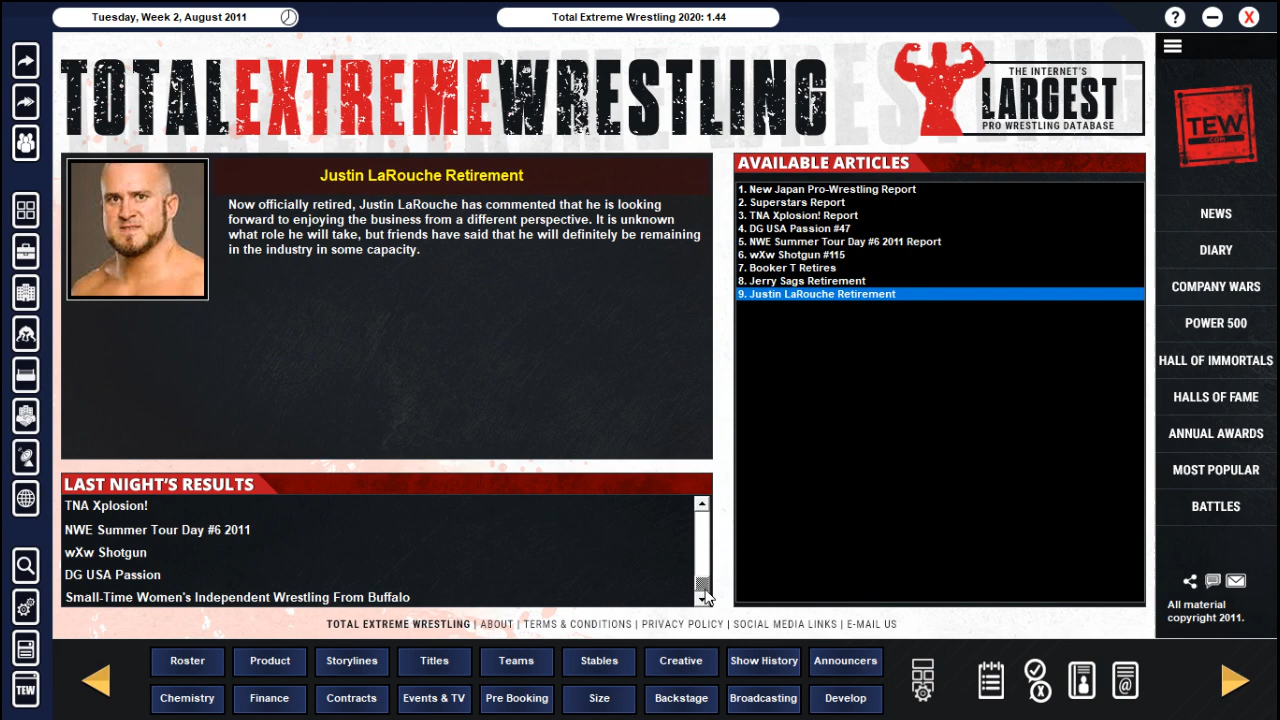 Tuesday, Week 2, August 2011
Total Extreme Wrestling 2020: 1.44
?
X
TOTALEXTREMEWRESTLING
THE INTERNET'S
LARGEST
PRO WRESTLING DATABASE
TEW
.COM
Justin LaRouche Retirement
Now officially retired, Justin LaRouche has commented that he is looking
forward to enjoying the business from a different perspective. It is unknown
what role he will take, but friends have said that he will definitely be remaining
in the industry in some capacity.
AVAILABLE ARTICLES
1. New Japan Pro-Wrestling Report
2. Superstars Report
3. TNA Xplosion! Report
4. DG USA Passion #47
5. NWE Summer Tour Day #6 2011 Report
6. wXw Shotgun #115
7. Booker T Retires
8. Jerry Sags Retirement
9. Justin LaRouche Retirement
NEWS
DIARY
COMPANY WARS
POWER 500
HALL OF IMMORTALS
HALLS OF FAME
ANNUAL AWARDS
MOST POPULAR
BATTLES
All material
copyright 2011.
LAST NIGHT'S RESULTS
TNA Xplosion!
NWE Summer Tour Day #6 2011
wXw Shotgun
DG USA Passion
Small-Time Women's Independent Wrestling From Buffalo
TOTAL EXTREME WRESTLING | ABOUT | TERMS & CONDITIONS | PRIVACY POLICY | SOCIAL MEDIA LINKS | E-MAIL US
TEW
Roster
Product
Storylines
Titles
Teams
Stables
Creative
Show History
Announcers
Chemistry
Finance
Contracts
Events & TV
Pre Booking
Size
Backstage
Broadcasting
Develop